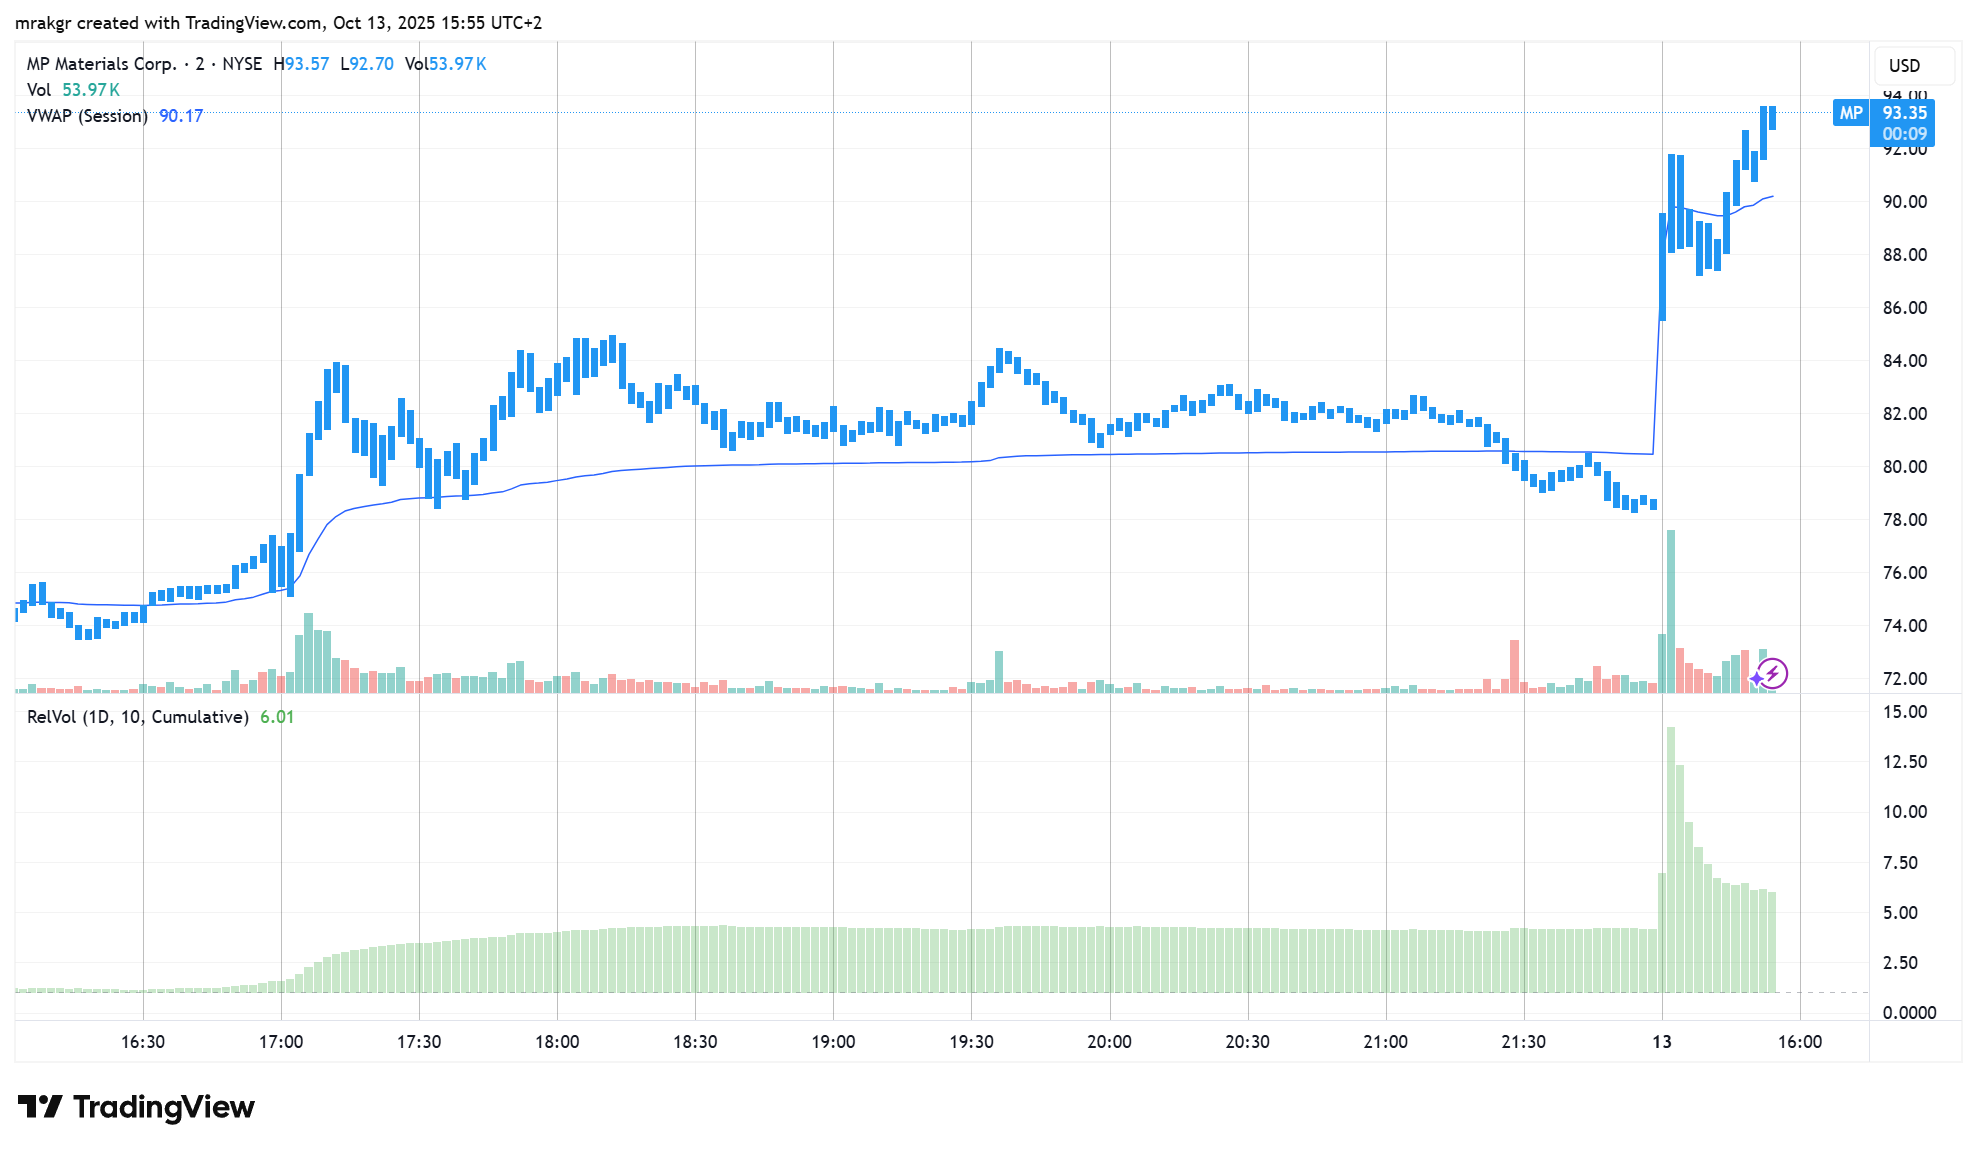 mrakgr created with TradingView.com, Oct 13, 2025 15:55 UTC+2
MP Materials Corp. · 2 · NYSE H93.57 L92.70 Vol53.97K
Vol 53.97K
VWAP (Session) 90.17
USD
94.00
MP 93.35
00:09
92.00
90.00
88.00
86.00
84.00
82.00
80.00
78.00
76.00
74.00
72.00
RelVol (1D, 10, Cumulative) 6.01
15.00
12.50
10.00
7.50
5.00
2.50
0.0000
16:30 17:00 17:30 18:00 18:30 19:00 19:30 20:00 20:30 21:00 21:30 13 16:00
TradingView